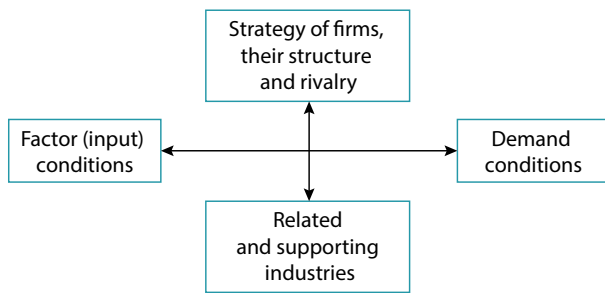 Strategy of firms,
their structure
and rivalry
Factor (input)
conditions
Demand
conditions
Related
and supporting
industries